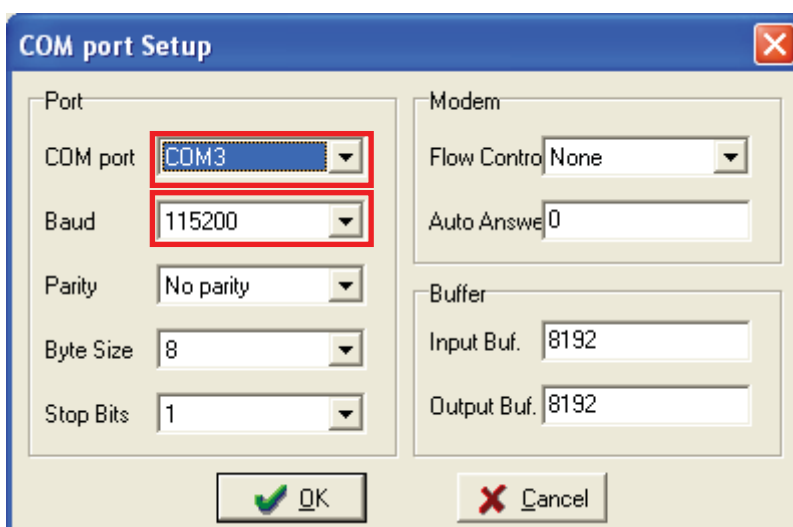 COM port Setup
Port
COM port COM3
Baud 115200
Parity No parity
Byte Size 8
Stop Bits 1
Modem
Flow Contro None
Auto Answe 0
Buffer
Input Buf. 8192
Output Buf. 8192
OK
Cancel